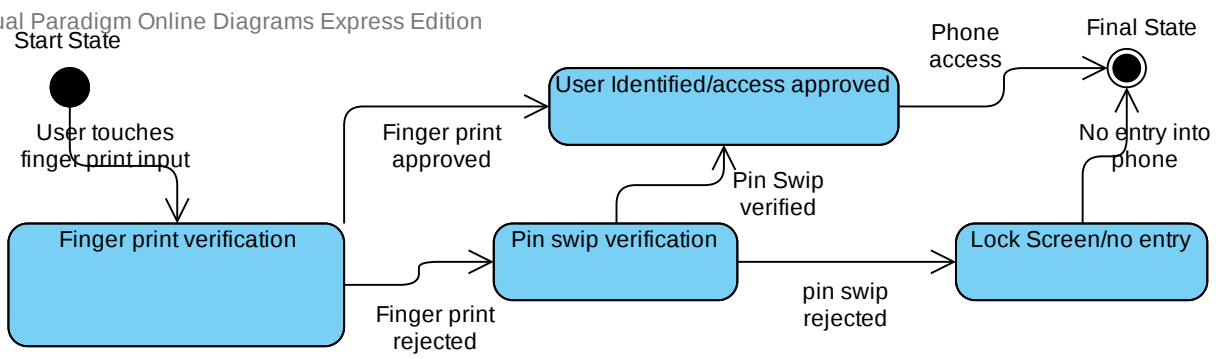 ual Paradigm Online Diagrams Express Edition
Start State
Phone
access
Final State
User Identified/access approved
User touches
finger print input
Finger print
approved
No entry into
phone
Pin Swip
verified
Finger print verification
Pin swip verification
Lock Screen/no entry
Finger print
rejected
pin swip
rejected